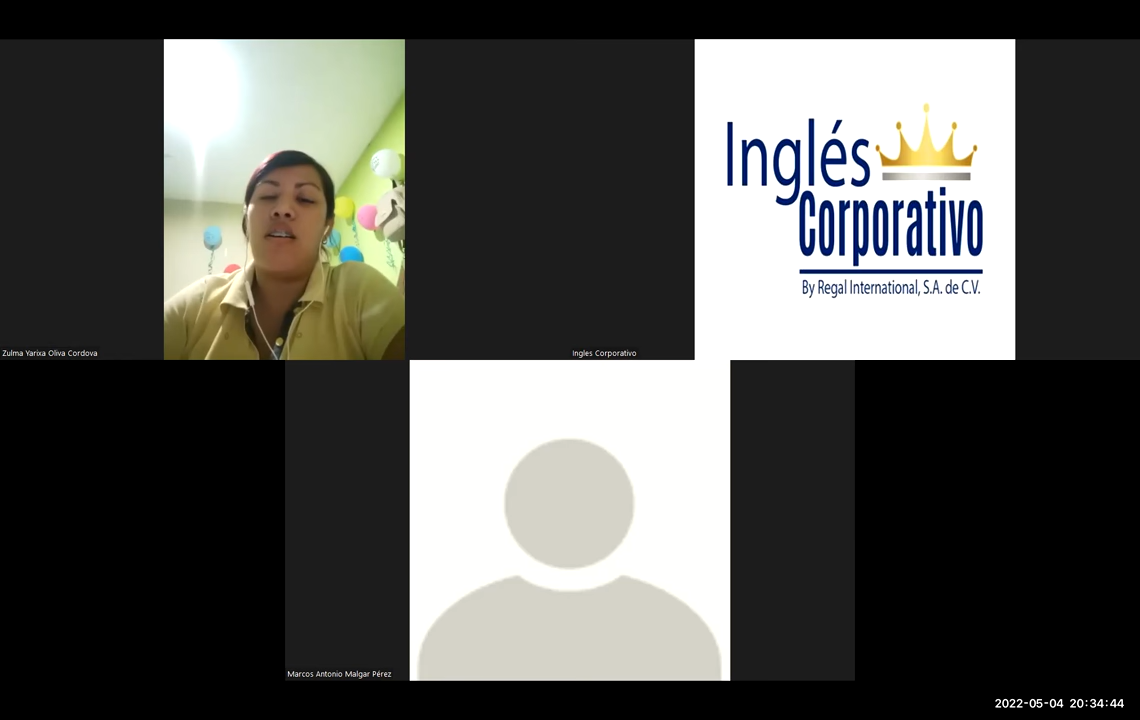 Inglés
Corporativo
By Regal International, S.A. de C.V.
Zulma Yarixa Oliva Cordova
Ingles Corporativo
Marcos Antonio Malgar Pérez
2022-05-04 20:34:44